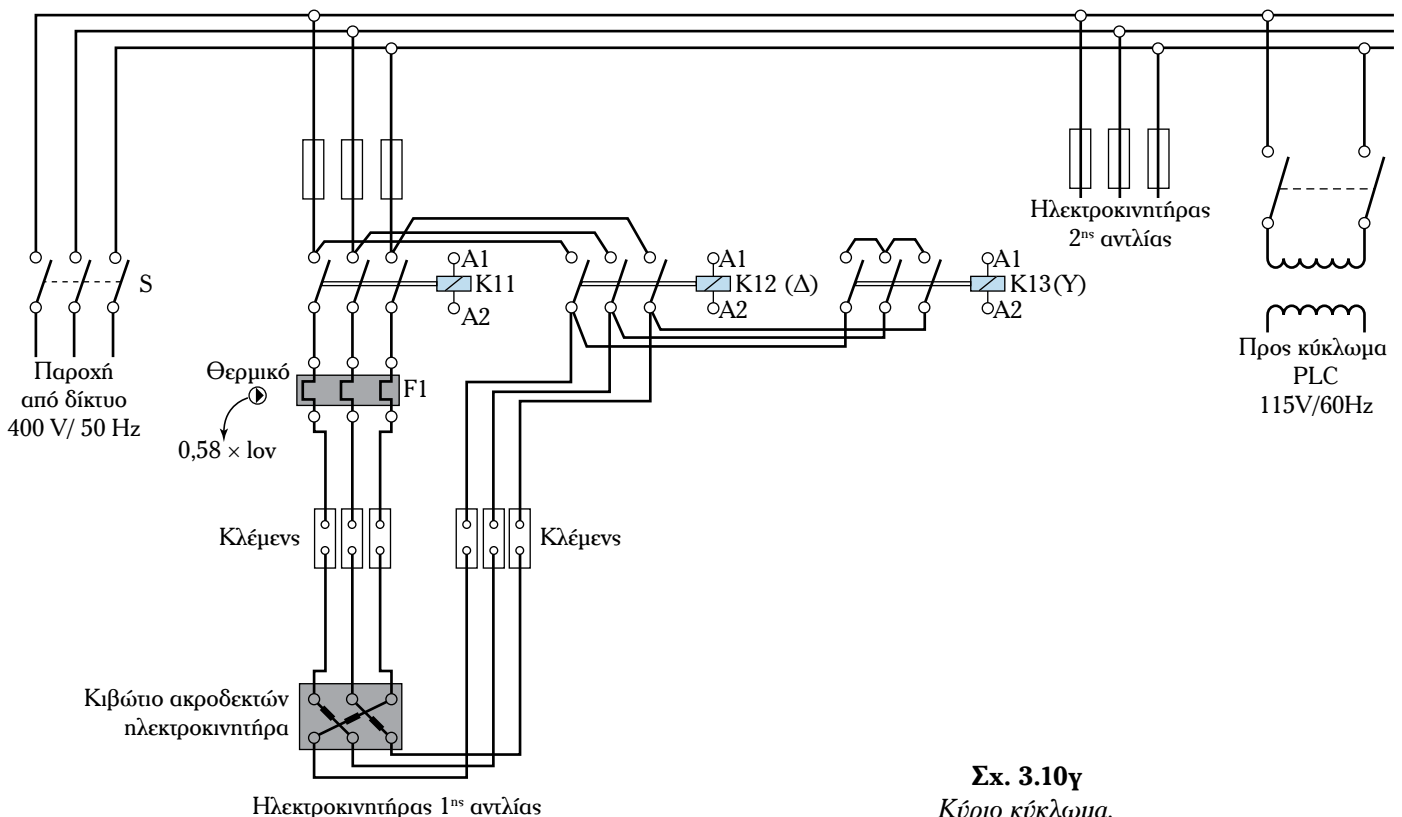 Ηλεκτροκινητήρας
2ης αντλίας
A1
K11
A2
A1
K12 (Δ)
A2
A1
K13(Y)
A2
S
Παροχή
από δίκτυο
400 V/ 50 Hz
Θερμικό
F1
0,58 × Ιον
Προς κύκλωμα
PLC
115V/60Hz
Κλέμενς
Κλέμενς
Κιβώτιο ακροδεκτών
ηλεκτροκινητήρα
Ηλεκτροκινητήρας 1ης αντλίας
Σχ. 3.10γ
Κύριο κύκλωμα.